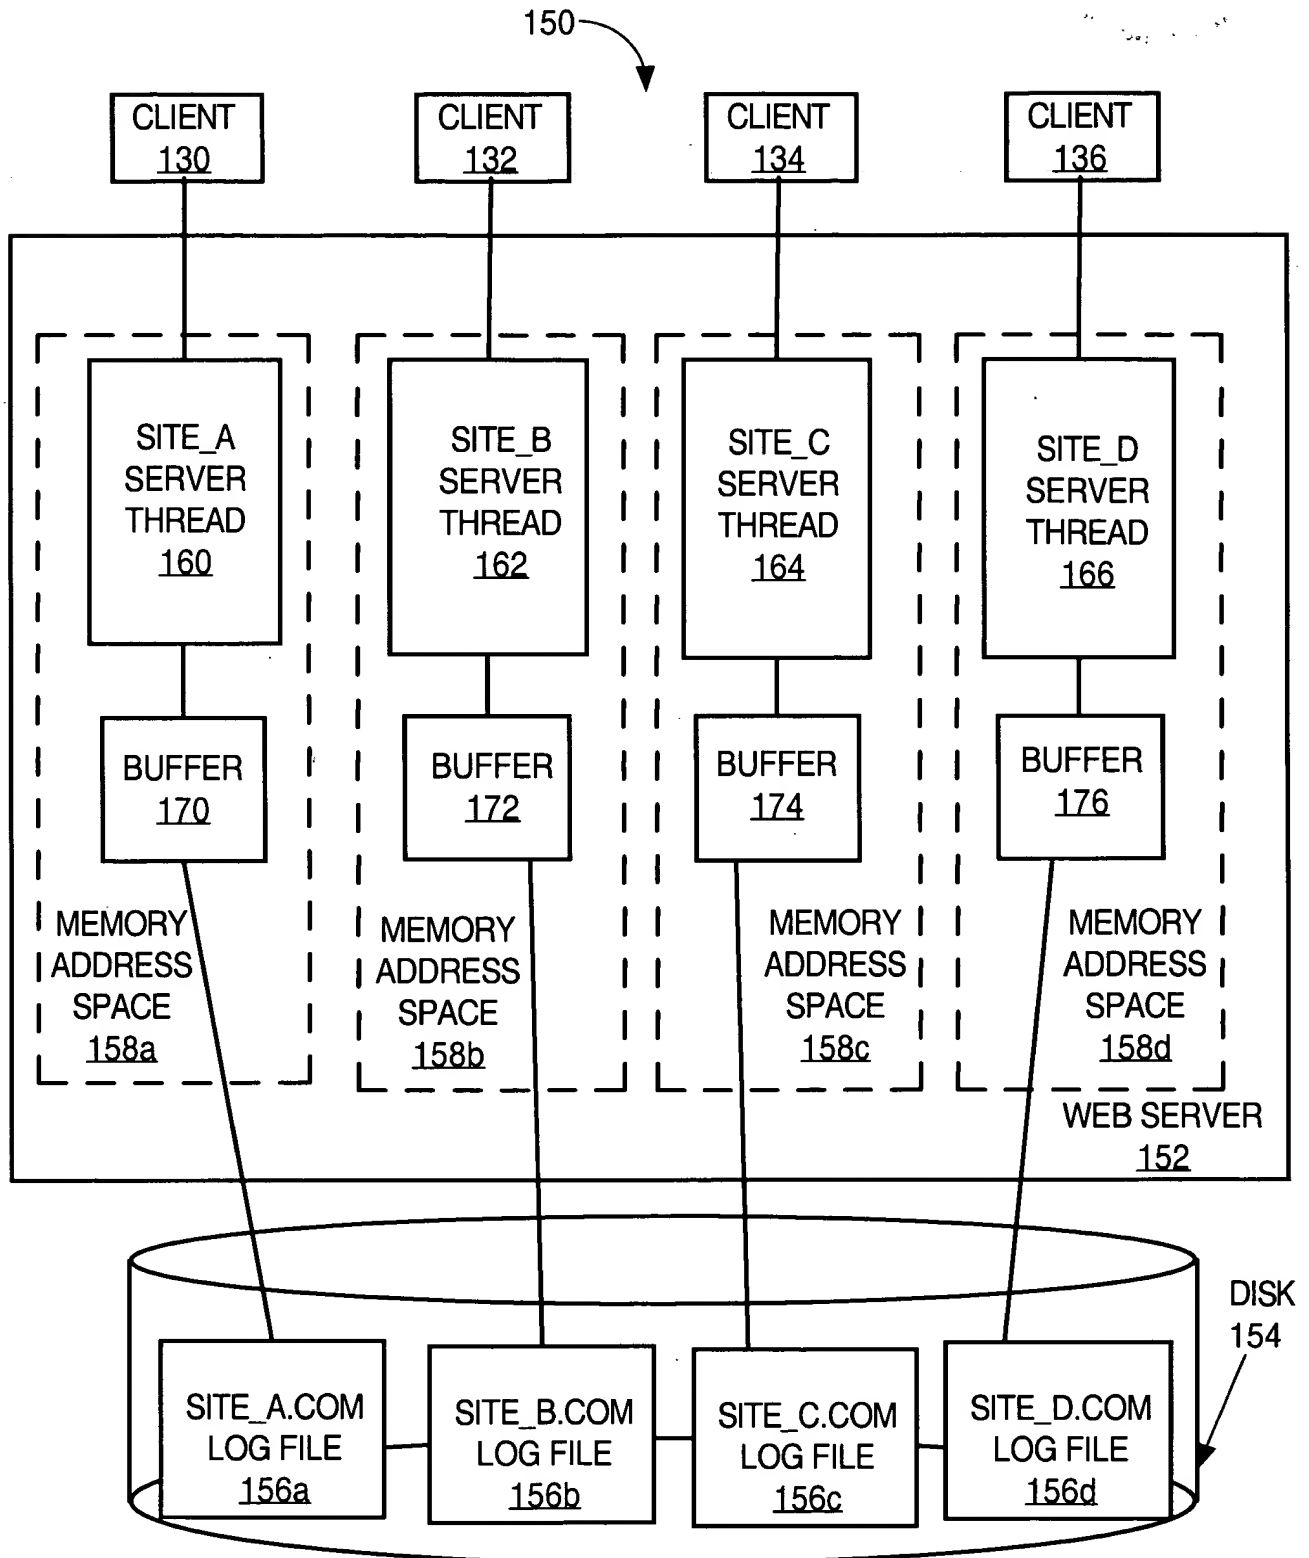 150
CLIENT
130
CLIENT
132
CLIENT
134
CLIENT
136
SITE_A
SERVER
THREAD
160
SITE_B
SERVER
THREAD
162
SITE_C
SERVER
THREAD
164
SITE_D
SERVER
THREAD
166
BUFFER
170
BUFFER
172
BUFFER
174
BUFFER
176
MEMORY
ADDRESS
SPACE
158a
MEMORY
ADDRESS
SPACE
158b
MEMORY
ADDRESS
SPACE
158c
MEMORY
ADDRESS
SPACE
158d
WEB SERVER
152
DISK
154
SITE_A.COM
LOG FILE
156a
SITE_B.COM
LOG FILE
156b
SITE_C.COM
LOG FILE
156c
SITE_D.COM
LOG FILE
156d